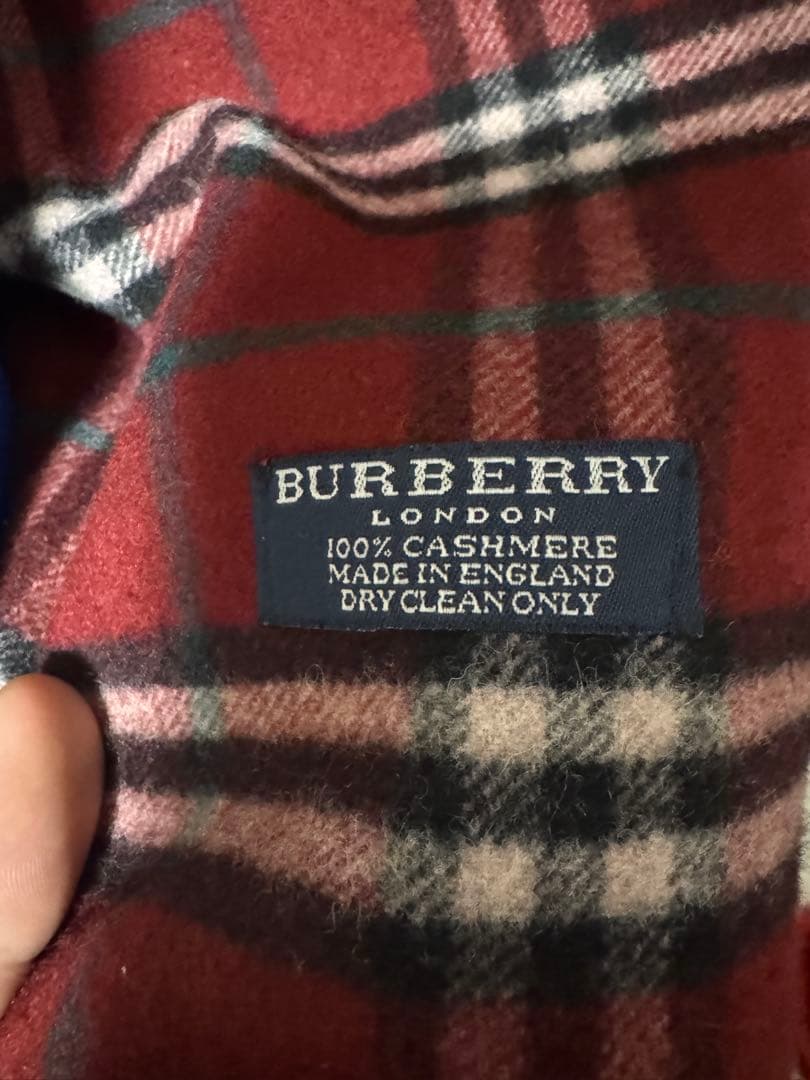 BURBERRY
LONDON
100% CASHMERE
MADE IN ENGLAND
DRY CLEAN ONLY